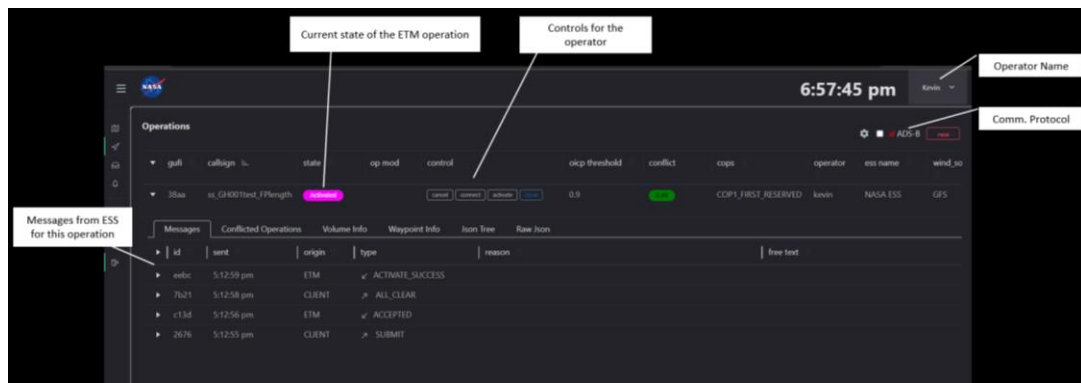 Current state of the ETM operation
Controls for the
operator
Operator Name
NASA
6:57:45 pm
Kevin
Comm. Protocol
Operations
ADS-B
gufi callsign state op mod control oicp threshold conflict cops operator ess name wind_so
38aa ss_GH001test_FPlength Activated cancel connect activate 0.9 COP1_FIRST_RESERVED kevin NASA ESS GFS
Messages from ESS
for this operation
Messages Conflicted Operations Volume Info Waypoint Info Json Tree Raw Json
id sent origin type reason free text
eebc 5:12:59 pm ETM ACTIVATE_SUCCESS
7b21 5:12:58 pm CLIENT ALL_CLEAR
c13d 5:12:56 pm ETM ACCEPTED
2676 5:12:55 pm CLIENT SUBMIT